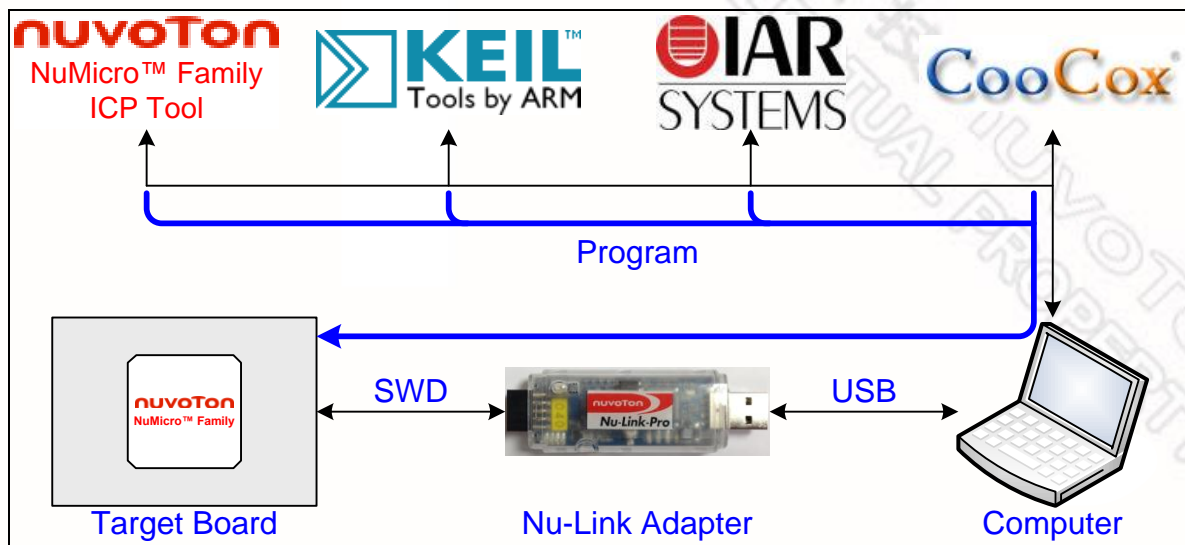 nuvoTon
NuMicro™ Family
ICP Tool
KEIL™
Tools by ARM
IAR
SYSTEMS
CooCox®
Program
nuvoTon
NuMicro™ Family
SWD
nuvoTon
Nu-Link-Pro
USB
Target Board
Nu-Link Adapter
Computer